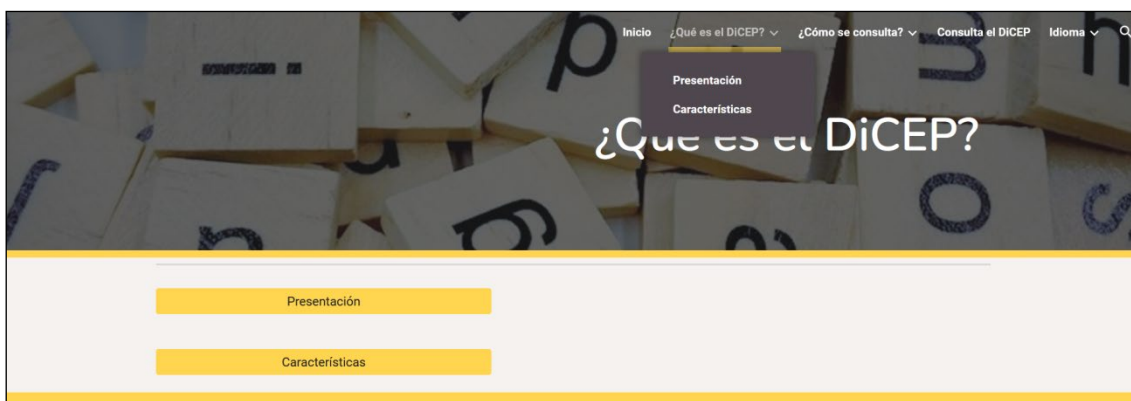 Inicio ¿Qué es el DiCEP? ¿Cómo se consulta? Consulta el DiCEP Idioma
Presentación
Características
¿Qué es el DiCEP?
Presentación
Características